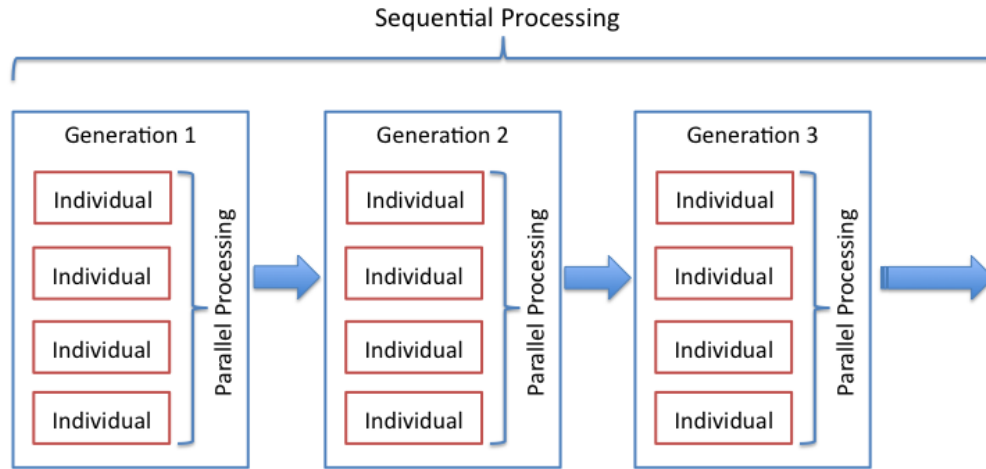 Sequential Processing
Generation 1
Individual
Individual
Individual
Individual
Parallel Processing
Generation 2
Individual
Individual
Individual
Individual
Parallel Processing
Generation 3
Individual
Individual
Individual
Individual
Parallel Processing